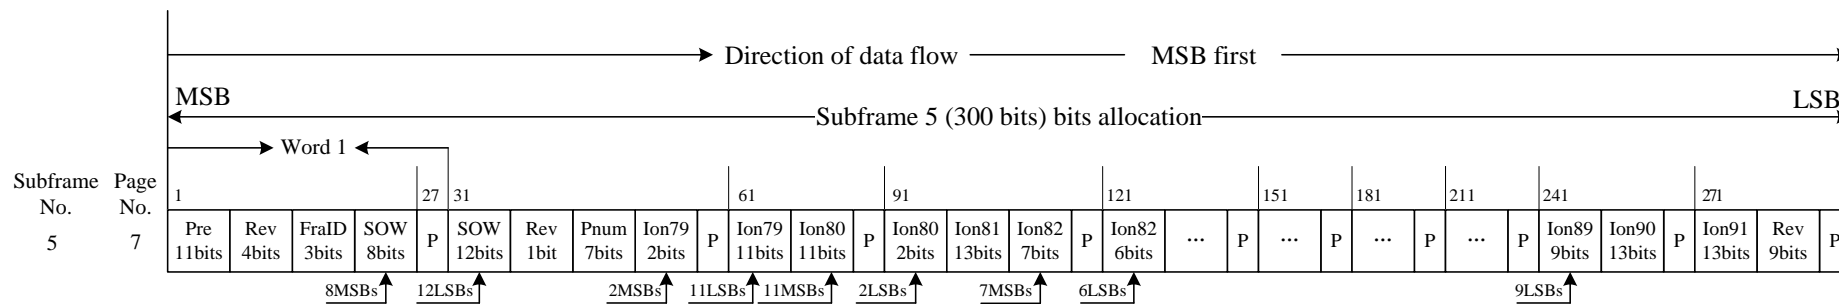 Direction of data flow MSB first
MSB LSB
Subframe 5 (300 bits) bits allocation
Word 1
Subframe No. Page No. 1 27 31 61 91 121 151 181 211 241 271
5 7 Pre 11bits Rev 4bits FraID 3bits SOW 8bits P SOW 12bits Rev 1bit Pnum 7bits Ion79 2bits P Ion79 11bits Ion80 11bits P Ion80 2bits Ion81 13bits Ion82 7bits P Ion82 6bits ... P ... P ... P ... P Ion89 9bits Ion90 13bits P Ion91 13bits Rev 9bits P
8MSBs 12LSBs 2MSBs 11LSBs 11MSBs 2LSBs 7MSBs 6LSBs 9LSBs